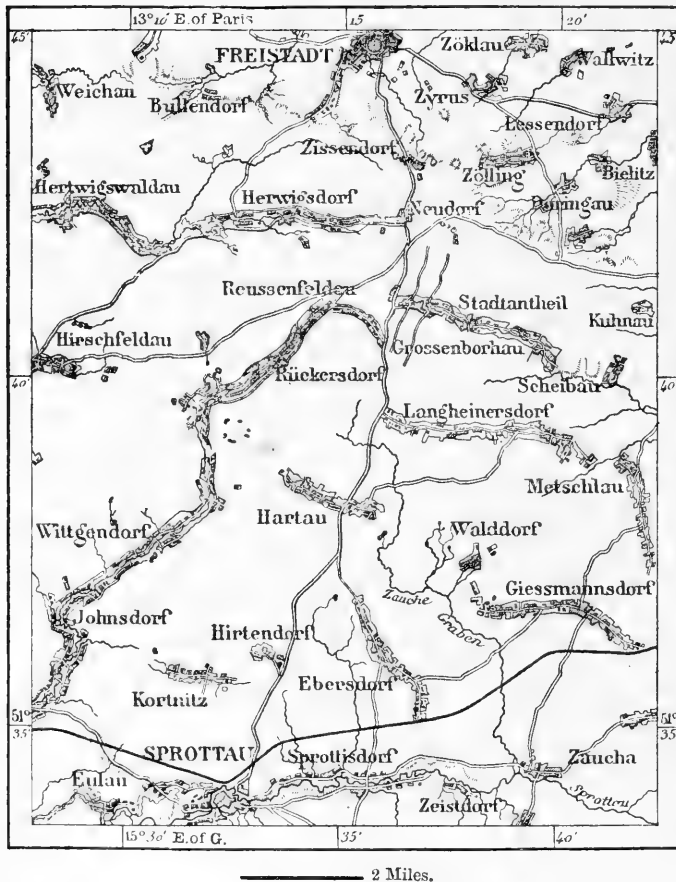 13°10' E.of Paris
15
20'
45'
45'
FREISTADT
Zöklau
Wallwitz
Weichau
Bullendorf
Zyrus
Lessendorf
Zissendorf
Zölling
Bielitz
Hertwigswaldau
Herwigsdorf
Neudorf
Reussenfeldau
Stadtantheil
Kuhnau
Hirschfeldau
Grossenborhau
40'
Rückersdorf
Scheibau
40'
Langheinersdorf
Metschlau
Hartau
Wittgendorf
Walddorf
Zauche
Graben
Giessmannsdorf
Johnsdorf
Hirtendorf
Kortnitz
Ebersdorf
51°
35'
51°
35'
SPROTTAU
Sprottisdorf
Zaucha
Eulau
Zeisdorf
Sprottau
15°30' E.of G.
35'
40'
2 Miles.